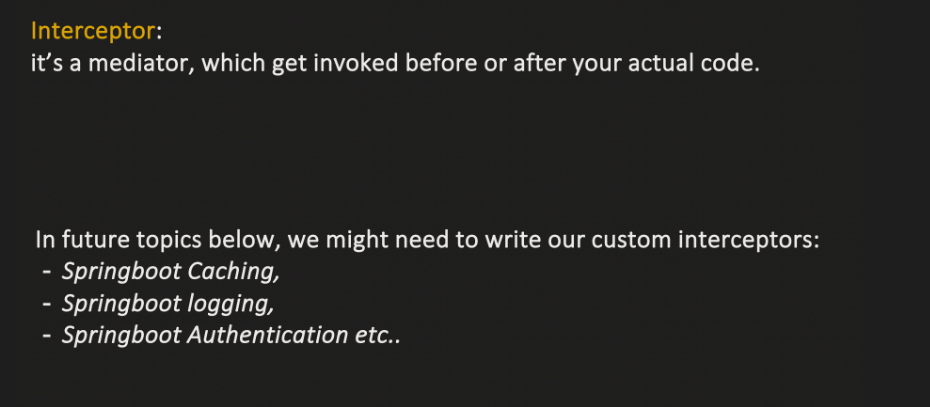 Interceptor:
it's a mediator, which get invoked before or after your actual code.
In future topics below, we might need to write our custom interceptors:
- Springboot Caching,
- Springboot logging,
- Springboot Authentication etc..